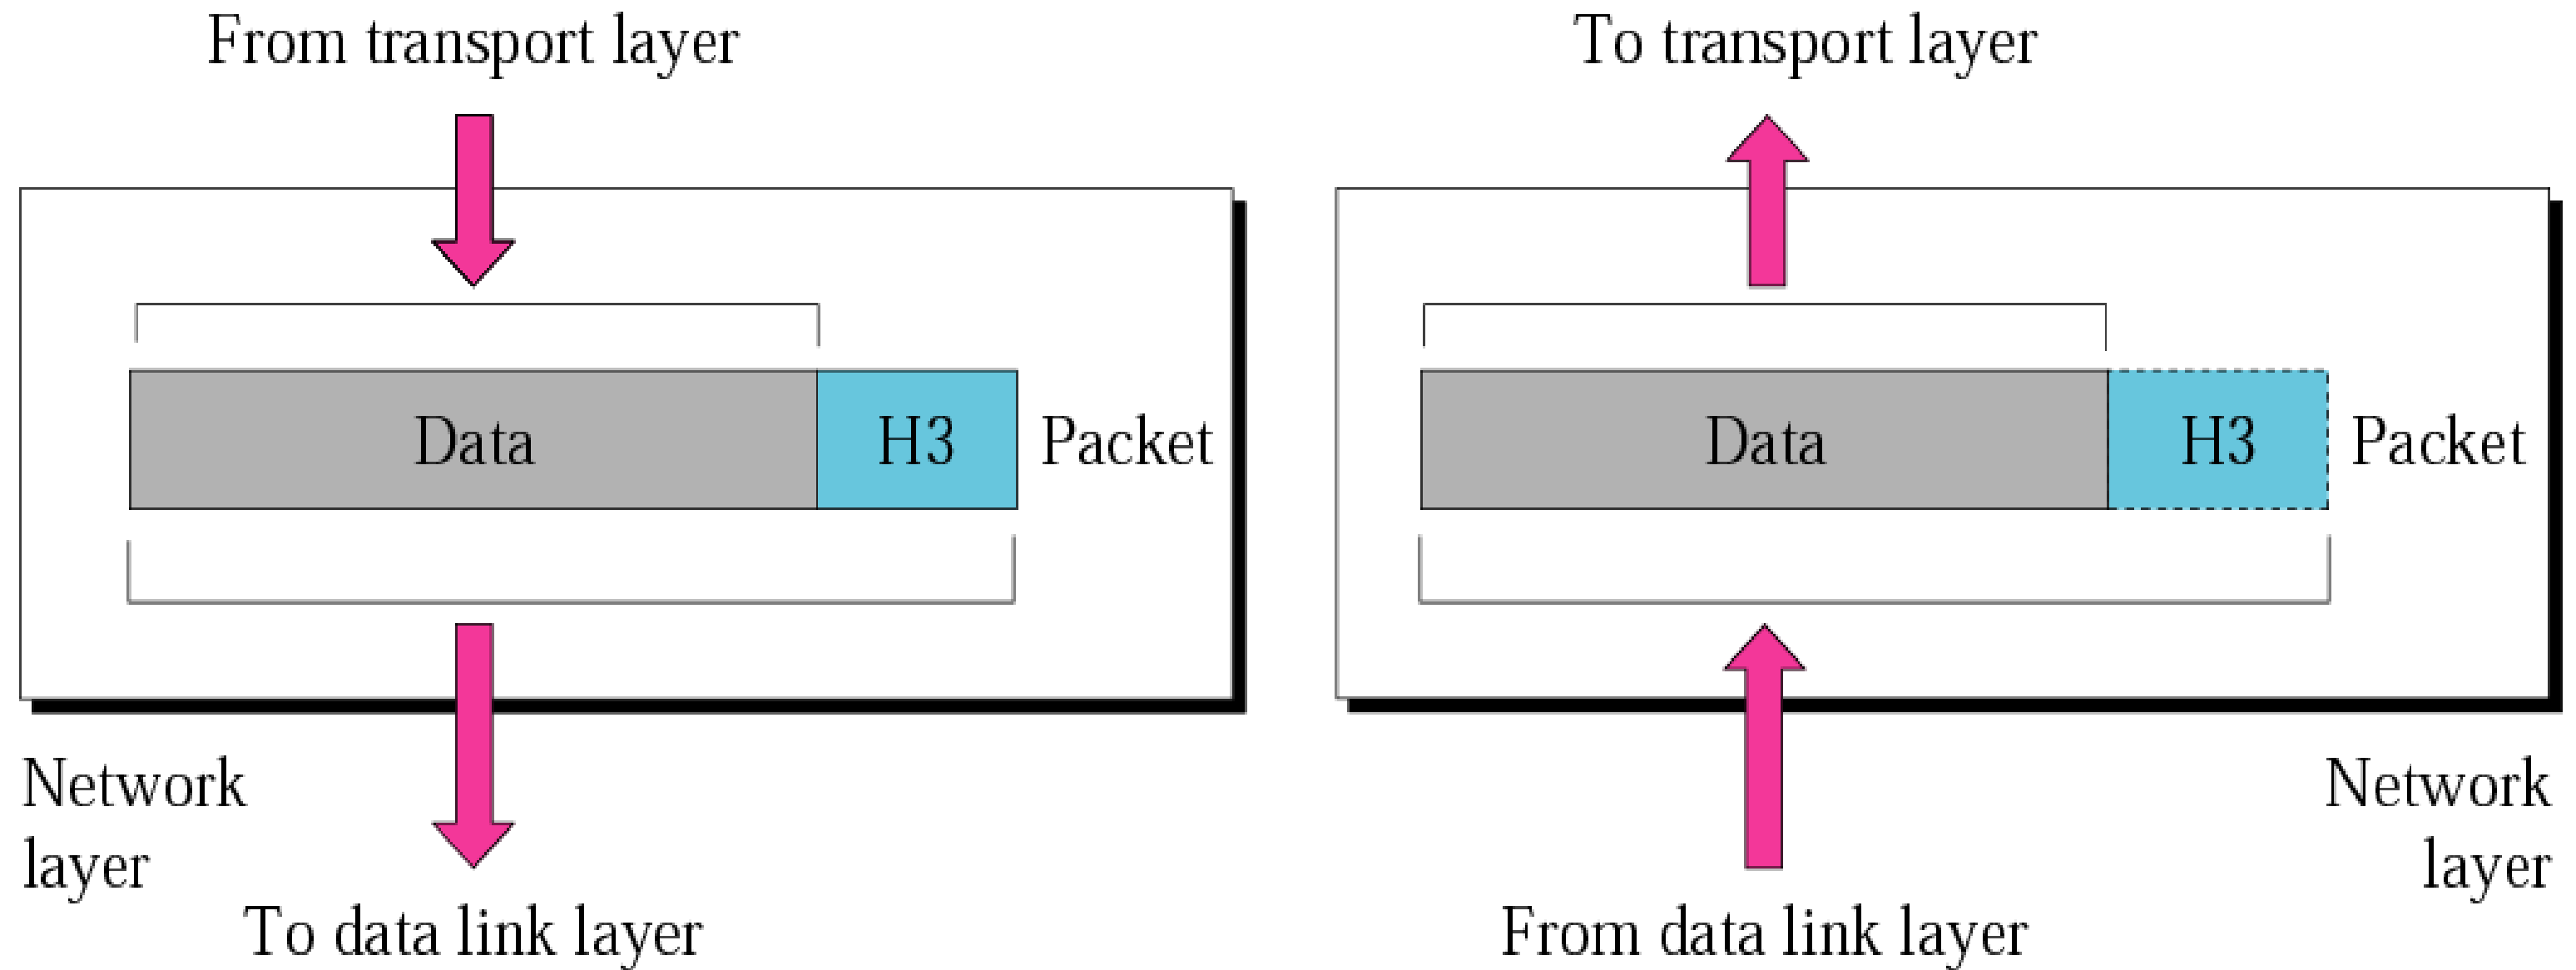 From transport layer
To transport layer
Data
H3
Packet
Data
H3
Packet
Network
layer
Network
layer
To data link layer
From data link layer